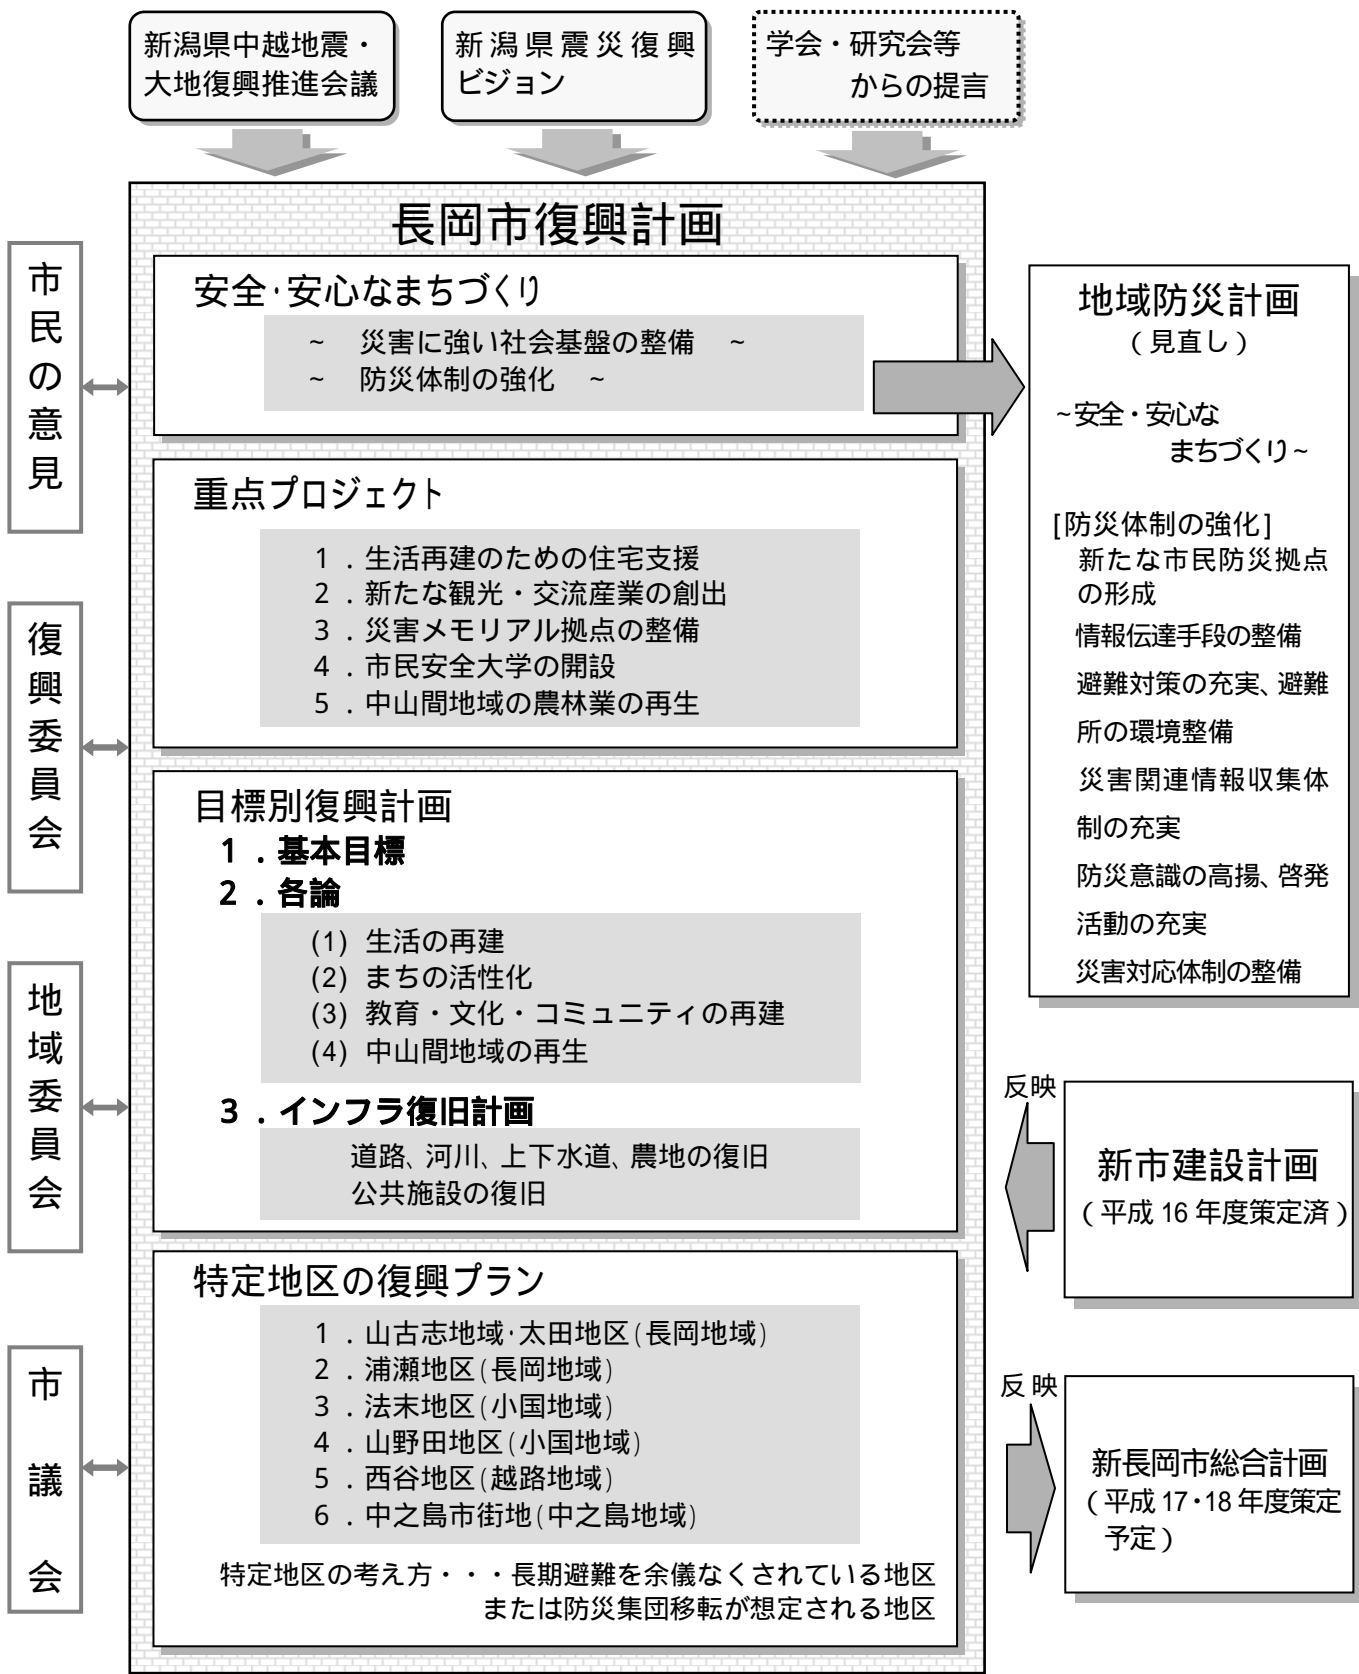 新潟県中越地震・
大地復興推進会議
新潟県震災復興
ビジョン
学会・研究会等
からの提言
長岡市復興計画
市民の意見
復興委員会
地域委員会
市議会
安全・安心なまちづくり
~ 災害に強い社会基盤の整備 ~
~ 防災体制の強化 ~
重点プロジェクト
1．生活再建のための住宅支援
2．新たな観光・交流産業の創出
3．災害メモリアル拠点の整備
4．市民安全大学の開設
5．中山間地域の農林業の再生
目標別復興計画
1．基本目標
2．各論
(1) 生活の再建
(2) まちの活性化
(3) 教育・文化・コミュニティの再建
(4) 中山間地域の再生
3．インフラ復旧計画
道路、河川、上下水道、農地の復旧
公共施設の復旧
特定地区の復興プラン
1．山古志地域・太田地区(長岡地域)
2．浦瀬地区(長岡地域)
3．法末地区(小国地域)
4．山野田地区(小国地域)
5．西谷地区(越路地域)
6．中之島市街地(中之島地域)
特定地区の考え方・・・長期避難を余儀なくされている地区
または防災集団移転が想定される地区
地域防災計画
（見直し）
~安全・安心な
まちづくり~
[防災体制の強化]
新たな市民防災拠点
の形成
情報伝達手段の整備
避難対策の充実、避難
所の環境整備
災害関連情報収集体
制の充実
防災意識の高揚、啓発
活動の充実
災害対応体制の整備
反映
新市建設計画
（平成16年度策定済）
反映
新長岡市総合計画
（平成17・18年度策定
予定）